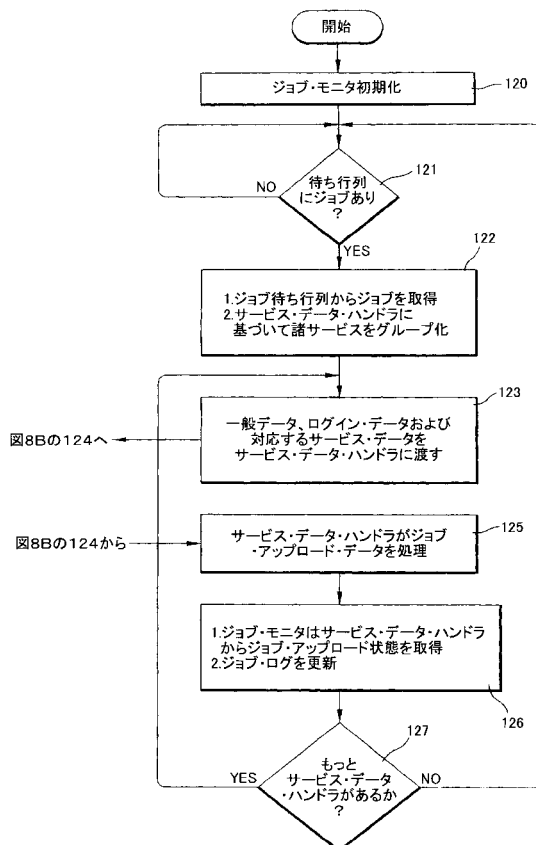 開始
ジョブ・モニタ初期化
120
待ち行列
にジョブあり
?
121
NO
YES
122
1.ジョブ待ち行列からジョブを取得
2.サービス・データ・ハンドラに
基づいて諸サービスをグループ化
123
一般データ、ログイン・データおよび
対応するサービス・データを
サービス・データ・ハンドラに渡す
図8Bの124へ
図8Bの124から
サービス・データ・ハンドラがジョブ
・アップロード・データを処理
125
1.ジョブ・モニタはサービス・データ・ハンドラ
からジョブ・アップロード状態を取得
2.ジョブ・ログを更新
126
127
もっと
サービス・データ
・ハンドラがあるか
?
YES
NO